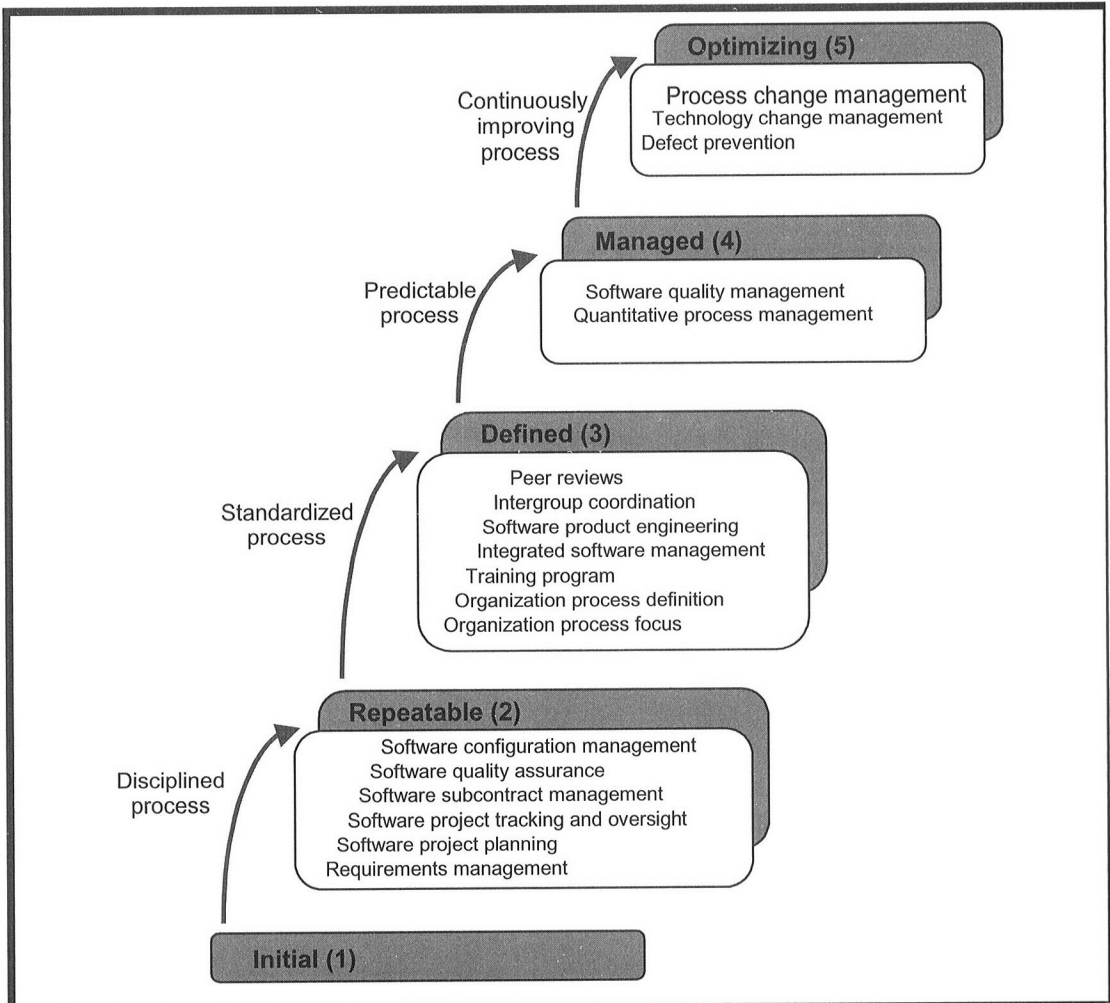 Optimizing (5)
Process change management
Technology change management
Defect prevention
Continuously
improving
process
Managed (4)
Software quality management
Quantitative process management
Predictable
process
Defined (3)
Peer reviews
Intergroup coordination
Software product engineering
Integrated software management
Training program
Organization process definition
Organization process focus
Standardized
process
Repeatable (2)
Software configuration management
Software quality assurance
Software subcontract management
Software project tracking and oversight
Software project planning
Requirements management
Disciplined
process
Initial (1)